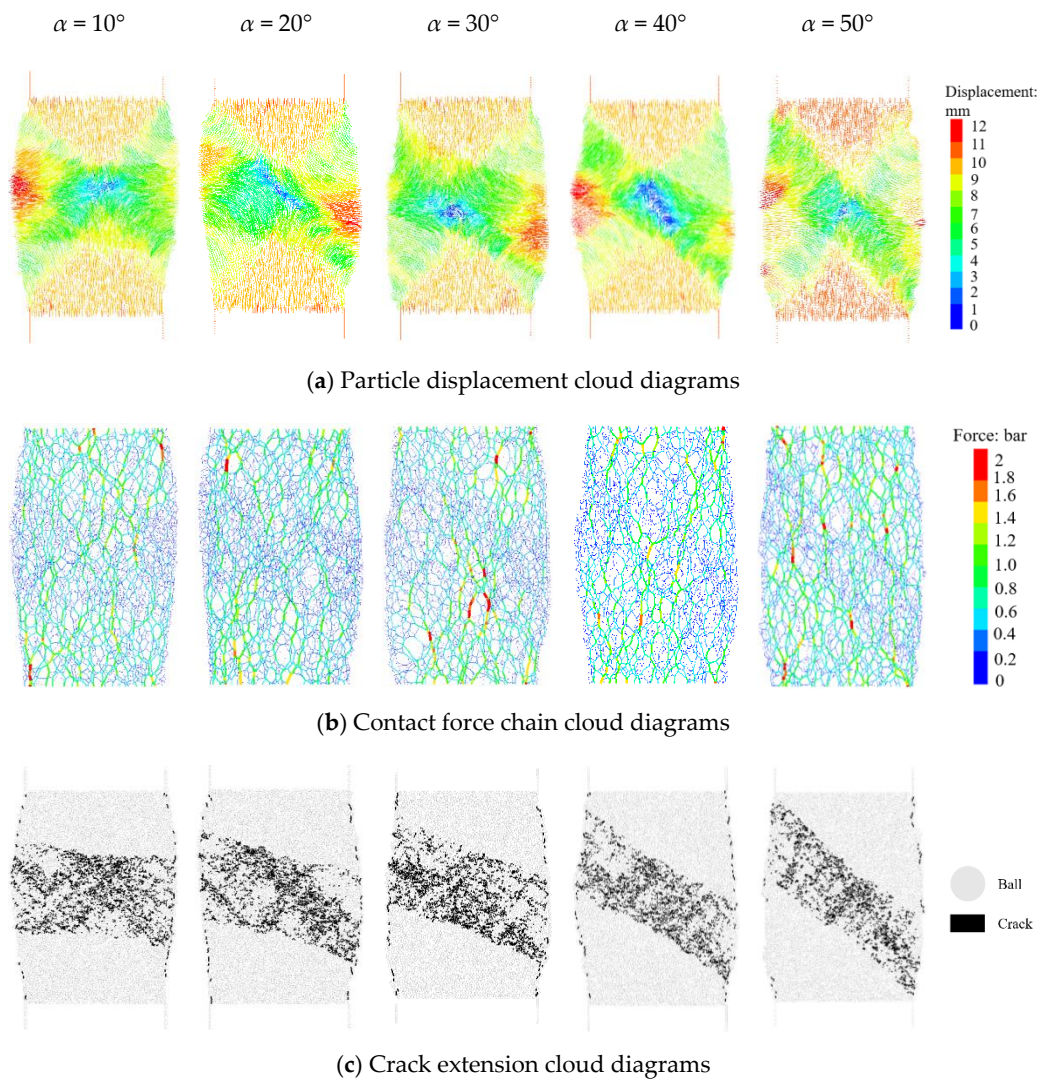 α = 10° α = 20° α = 30° α = 40° α = 50°
Displacement:
mm
12
11
10
9
8
7
6
5
4
3
2
1
0
(a) Particle displacement cloud diagrams
Force: bar
2
1.8
1.6
1.4
1.2
1.0
0.8
0.6
0.4
0.2
0
(b) Contact force chain cloud diagrams
Ball
Crack
(c) Crack extension cloud diagrams